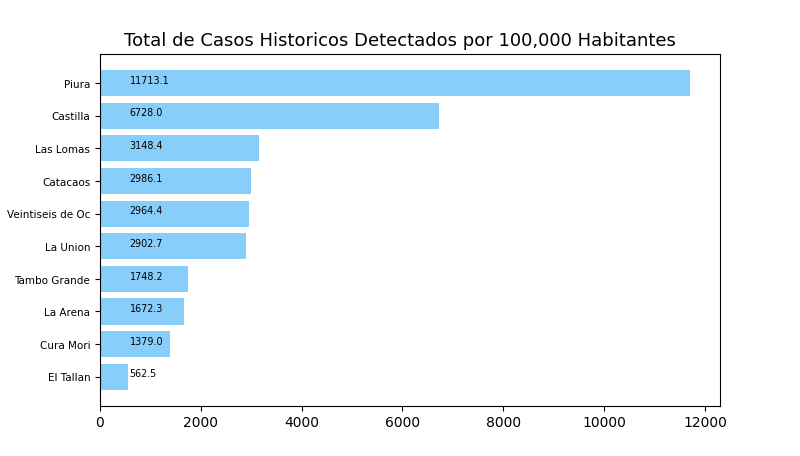 Total de Casos Historicos Detectados por 100,000 Habitantes
Piura 11713.1
Castilla 6728.0
Las Lomas 3148.4
Catacaos 2986.1
Veintiseis de Oc 2964.4
La Union 2902.7
Tambo Grande 1748.2
La Arena 1672.3
Cura Mori 1379.0
El Tallan 562.5
0 2000 4000 6000 8000 10000 12000